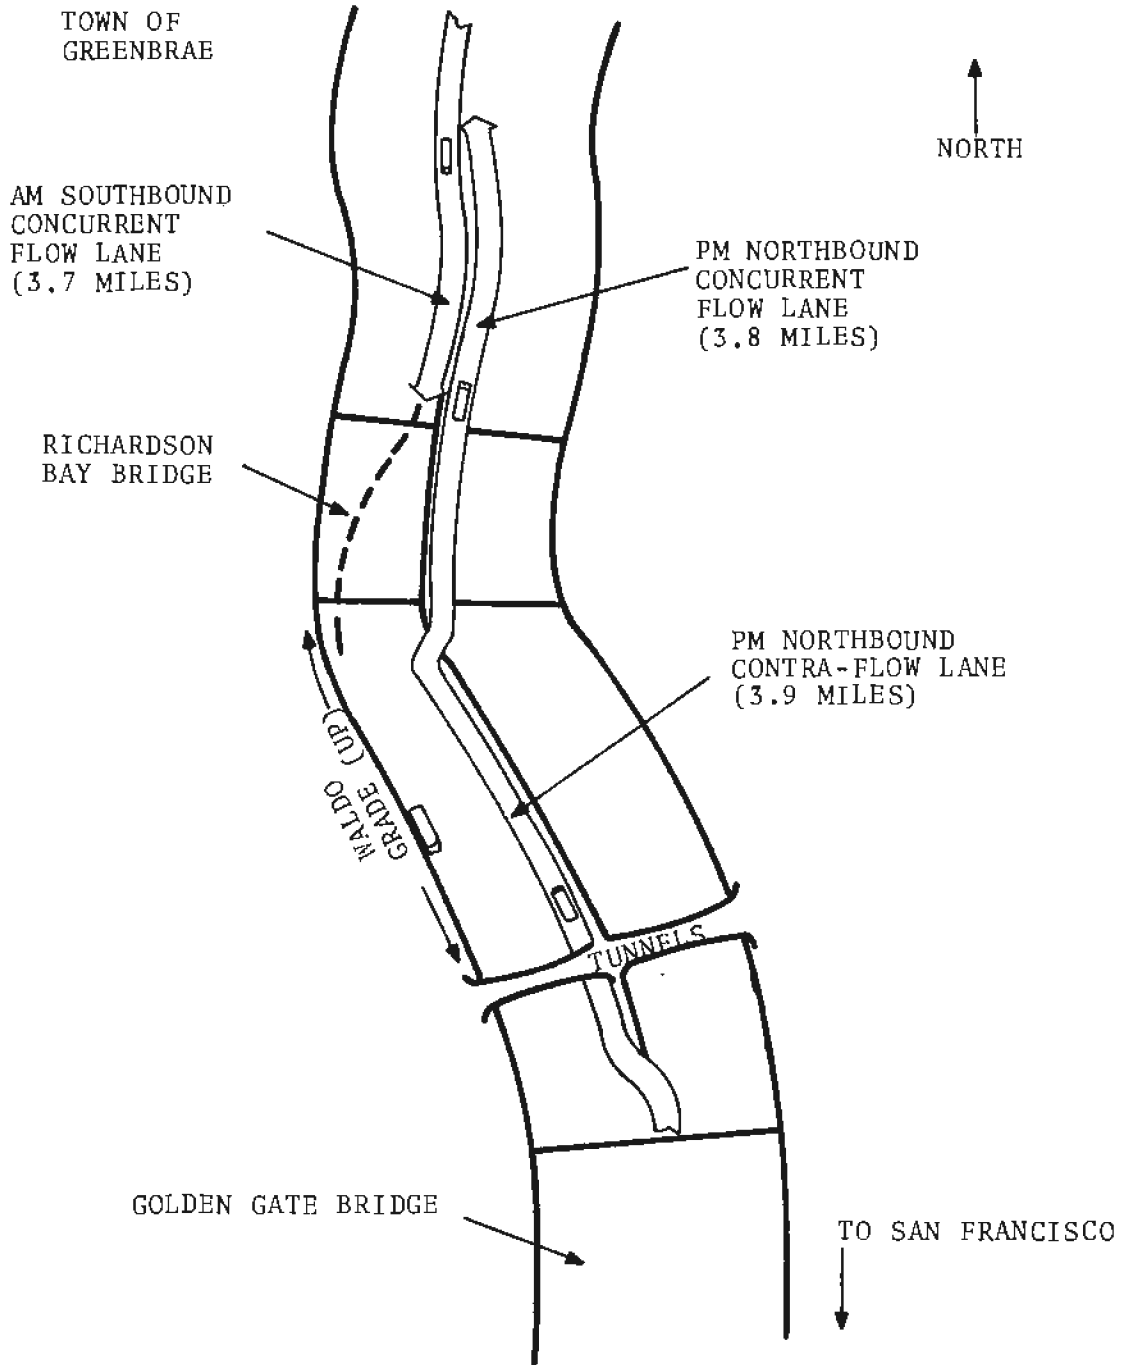 TOWN OF
GREENBRAE
NORTH
AM SOUTHBOUND
CONCURRENT
FLOW LANE
(3.7 MILES)
PM NORTHBOUND
CONCURRENT
FLOW LANE
(3.8 MILES)
RICHARDSON
BAY BRIDGE
PM NORTHBOUND
CONTRA-FLOW LANE
(3.9 MILES)
WALDO
GRADE (UP)
TUNNELS
GOLDEN GATE BRIDGE
TO SAN FRANCISCO